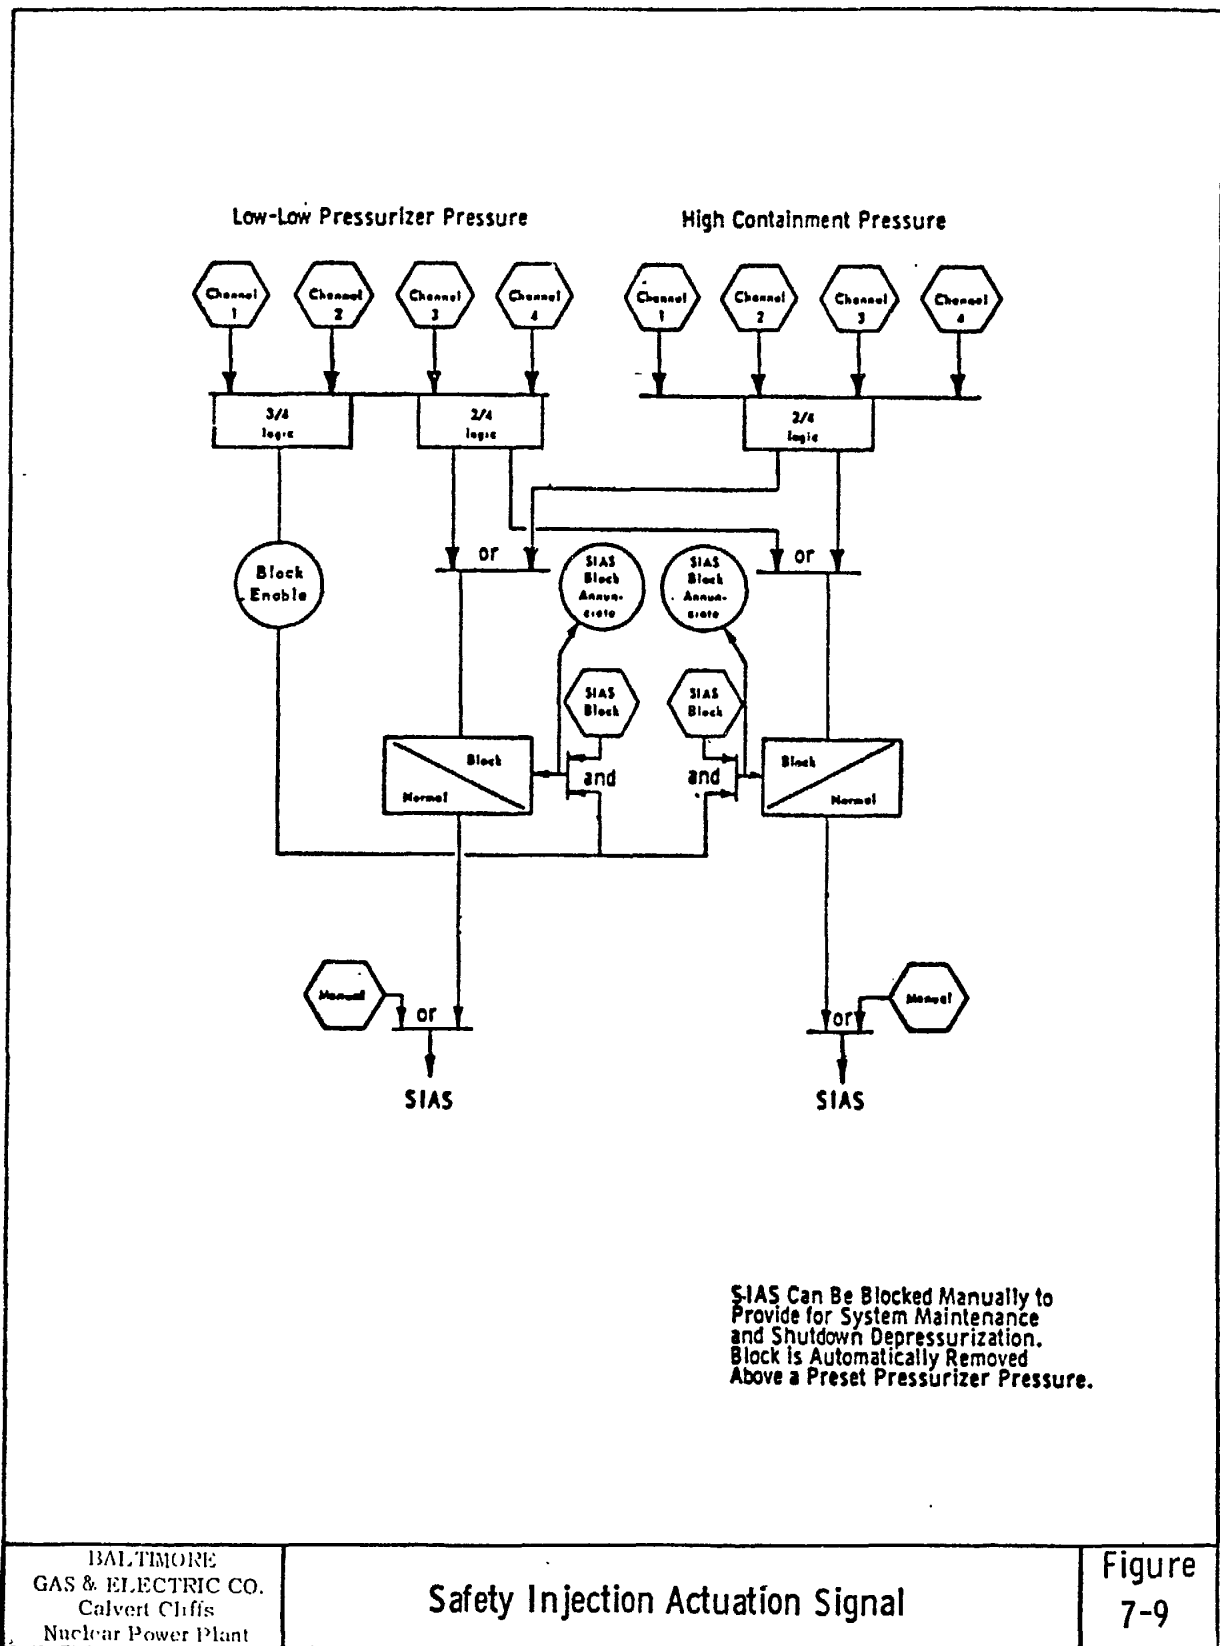 Low-Low Pressurizer Pressure
High Containment Pressure
Channel
1
Channel
2
Channel
3
Channel
4
Channel
1
Channel
2
Channel
3
Channel
4
3/4
logic
2/4
logic
2/4
logic
or
or
Block
Enable
SIAS
Block
Annun-
ciate
SIAS
Block
Annun-
ciate
SIAS
Block
SIAS
Block
Block
Normal
and
and
Block
Normal
Manual
or
or
Manual
SIAS
SIAS
SIAS Can Be Blocked Manually to
Provide for System Maintenance
and Shutdown Depressurization.
Block is Automatically Removed
Above a Preset Pressurizer Pressure.
BALTIMORE
GAS & ELECTRIC CO.
Calvert Cliffs
Nuclear Power Plant
Safety Injection Actuation Signal
Figure
7-9